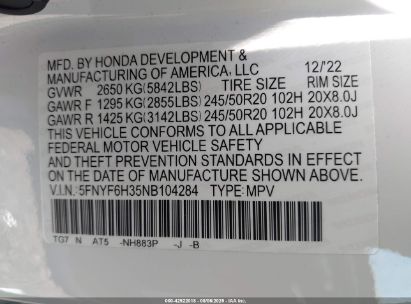 MFD. BY HONDA DEVELOPMENT &
MANUFACTURING OF AMERICA, LLC 12/'22
GVWR 2650 KG(5842LBS) TIRE SIZE RIM SIZE
GAWR F 1295 KG(2855LBS) 245/50R20 102H 20X8.0J
GAWR R 1425 KG(3142LBS) 245/50R20 102H 20X8.0J
THIS VEHICLE CONFORMS TO ALL APPLICABLE
FEDERAL MOTOR VEHICLE SAFETY
AND THEFT PREVENTION STANDARDS IN EFFECT
ON THE DATE OF MANUFACTURE SHOWN ABOVE.
V.I.N.: 5FNYF6H35NB104284 TYPE: MPV
TG7 N AT5 -NH883P -J -B